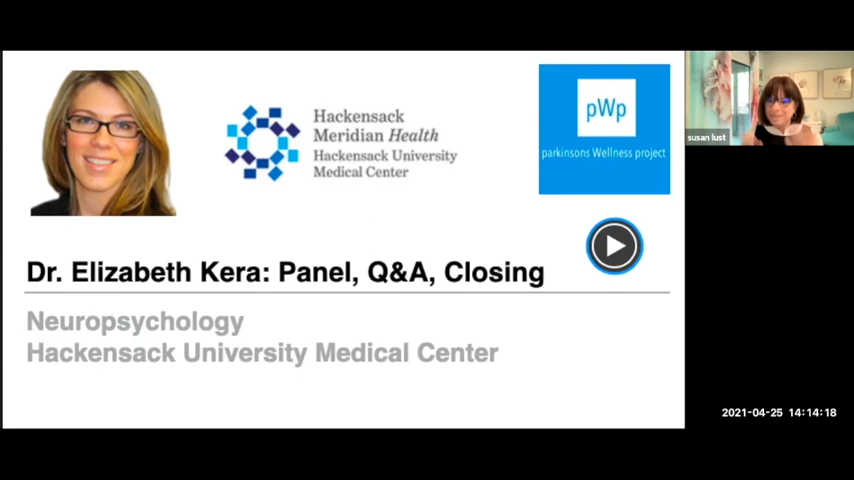 Hackensack
Meridian Health
Hackensack University
Medical Center
pWp
parkinsons Wellness project
susan lust
Dr. Elizabeth Kera: Panel, Q&A, Closing
Neuropsychology
Hackensack University Medical Center
2021-04-25 14:14:18